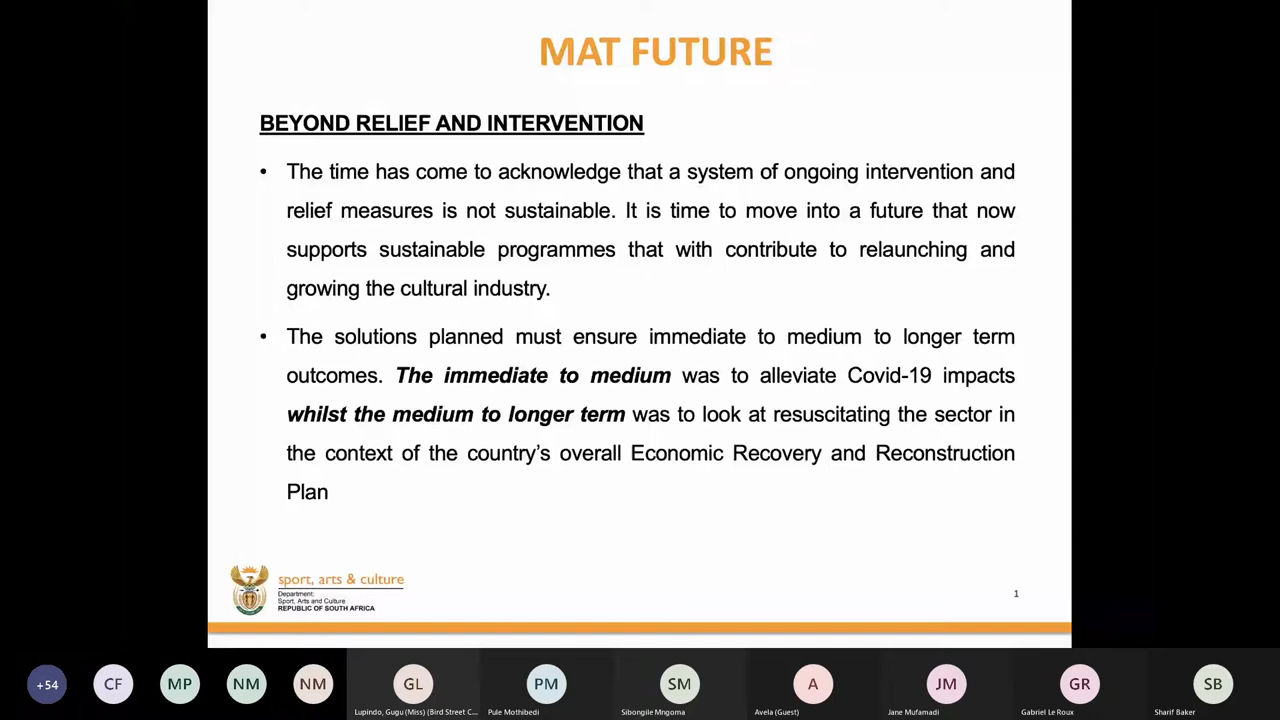 MAT FUTURE
BEYOND RELIEF AND INTERVENTION
• The time has come to acknowledge that a system of ongoing intervention and
relief measures is not sustainable. It is time to move into a future that now
supports sustainable programmes that with contribute to relaunching and
growing the cultural industry.
• The solutions planned must ensure immediate to medium to longer term
outcomes. The immediate to medium was to alleviate Covid-19 impacts
whilst the medium to longer term was to look at resuscitating the sector in
the context of the country's overall Economic Recovery and Reconstruction
Plan
sport, arts & culture
Department:
Sport, Arts and Culture
REPUBLIC OF SOUTH AFRICA
1
+54 CF MP NM NM GL PM SM A JM GR SB
Lupindo, Gugu (Miss) (Bird Street C... Pule Mothibedi Sibongile Mngoma Avela (Guest) Jane Mufamadi Gabriel Le Roux Sharif Baker